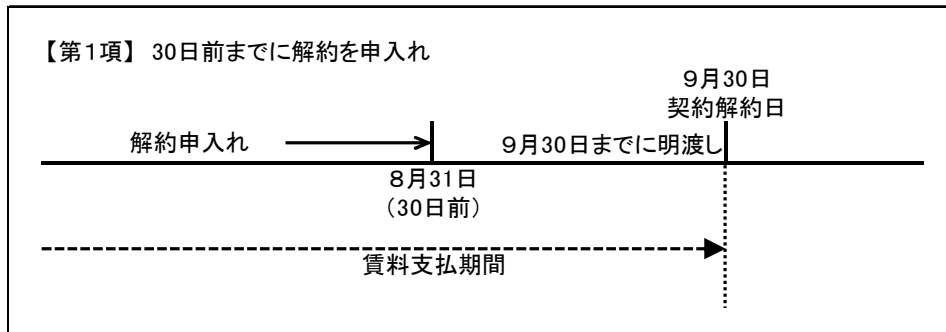 【第１項】 30日前までに解約を申入れ
９月30日
契約解約日
解約申入れ
９月30日までに明渡し
８月31日
（30日前）
賃料支払期間